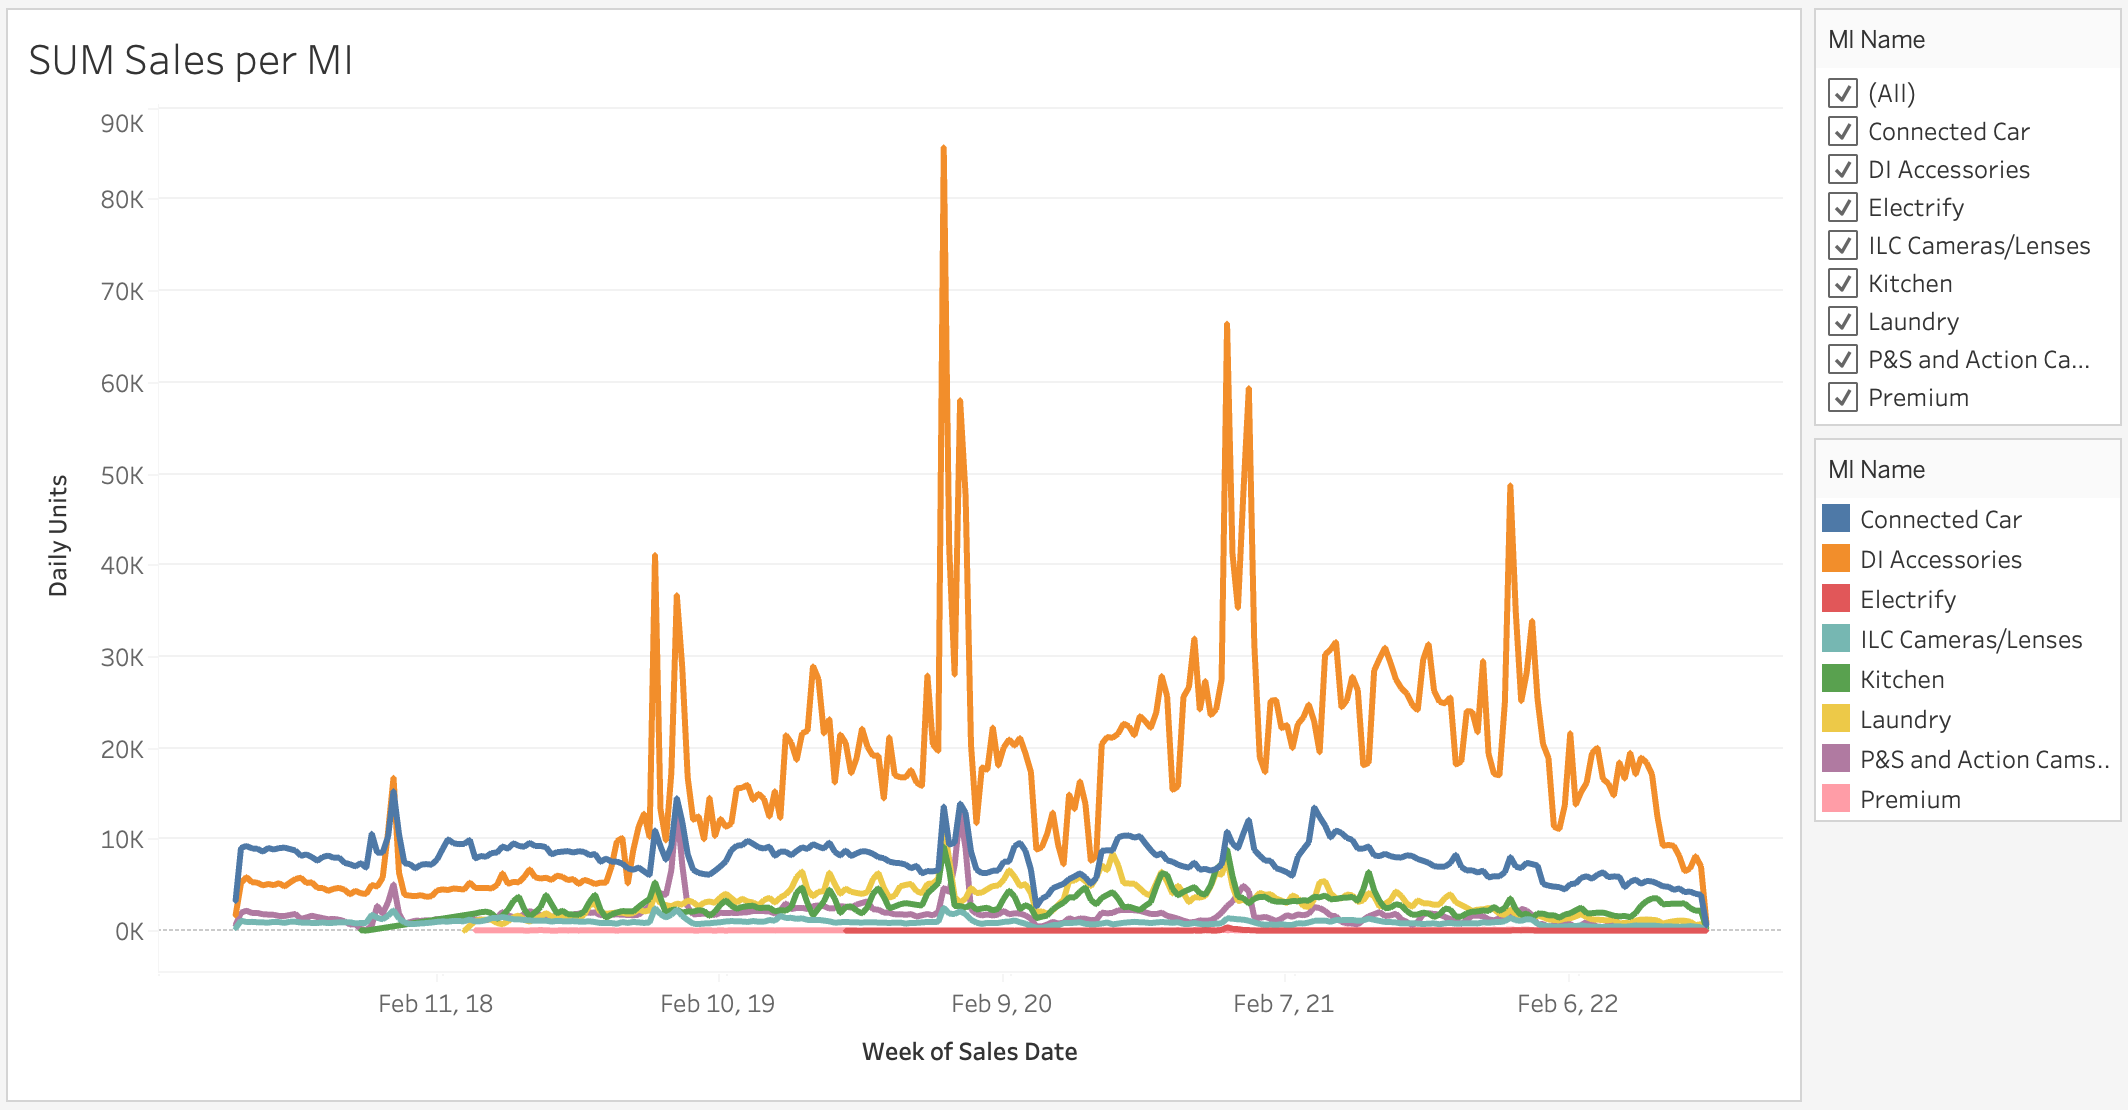 SUM Sales per MI
90K
80K
70K
60K
50K
40K
30K
20K
10K
0K
Daily Units
Feb 11, 18
Feb 10, 19
Feb 9, 20
Feb 7, 21
Feb 6, 22
Week of Sales Date
MI Name
(All)
Connected Car
DI Accessories
Electrify
ILC Cameras/Lenses
Kitchen
Laundry
P&S and Action Ca...
Premium
MI Name
Connected Car
DI Accessories
Electrify
ILC Cameras/Lenses
Kitchen
Laundry
P&S and Action Cams..
Premium